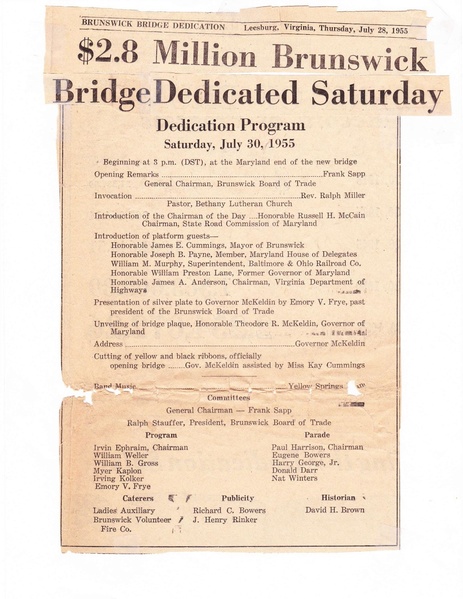 BRUNSWICK BRIDGE DEDICATION Leesburg, Virginia, Thursday, July 28, 1955
$2.8 Million Brunswick
Bridge Dedicated Saturday
Dedication Program
Saturday, July 30, 1955
Beginning at 3 p.m. (DST), at the Maryland end of the new bridge
Opening Remarks ........ Frank Sapp
General Chairman, Brunswick Board of Trade
Invocation ........ Rev. Ralph Miller
Pastor, Bethany Lutheran Church
Introduction of the Chairman of the Day ....Honorable Russell H. McCain
Chairman, State Road Commission of Maryland
Introduction of platform guests—
Honorable James E. Cummings, Mayor of Brunswick
Honorable Joseph B. Payne, Member, Maryland House of Delegates
William M. Murphy, Superintendent, Baltimore & Ohio Railroad Co.
Honorable William Preston Lane, Former Governor of Maryland
Honorable James A. Anderson, Chairman, Virginia Department of
Highways
Presentation of silver plate to Governor McKeldin by Emory V. Frye, past
president of the Brunswick Board of Trade
Unveiling of bridge plaque, Honorable Theodore R. McKeldin, Governor of
Maryland
Address ........ Governor McKeldin
Cutting of yellow and black ribbons, officially
opening bridge ...... Gov. McKeldin assisted by Miss Kay Cummings
Band Music ........ Yellow Springs
Committees
General Chairman — Frank Sapp
Ralph Stauffer, President, Brunswick Board of Trade
Program Parade
Irvin Ephraim, Chairman Paul Harrison, Chairman
William Weller Eugene Bowers
William B. Gross Harry George, Jr.
Myer Kaplon Donald Darr
Irving Kolker Nat Winters
Emory V. Frye
Caterers Publicity Historian
Ladies Auxiliary Richard C. Bowers David H. Brown
Brunswick Volunteer J. Henry Rinker
Fire Co.